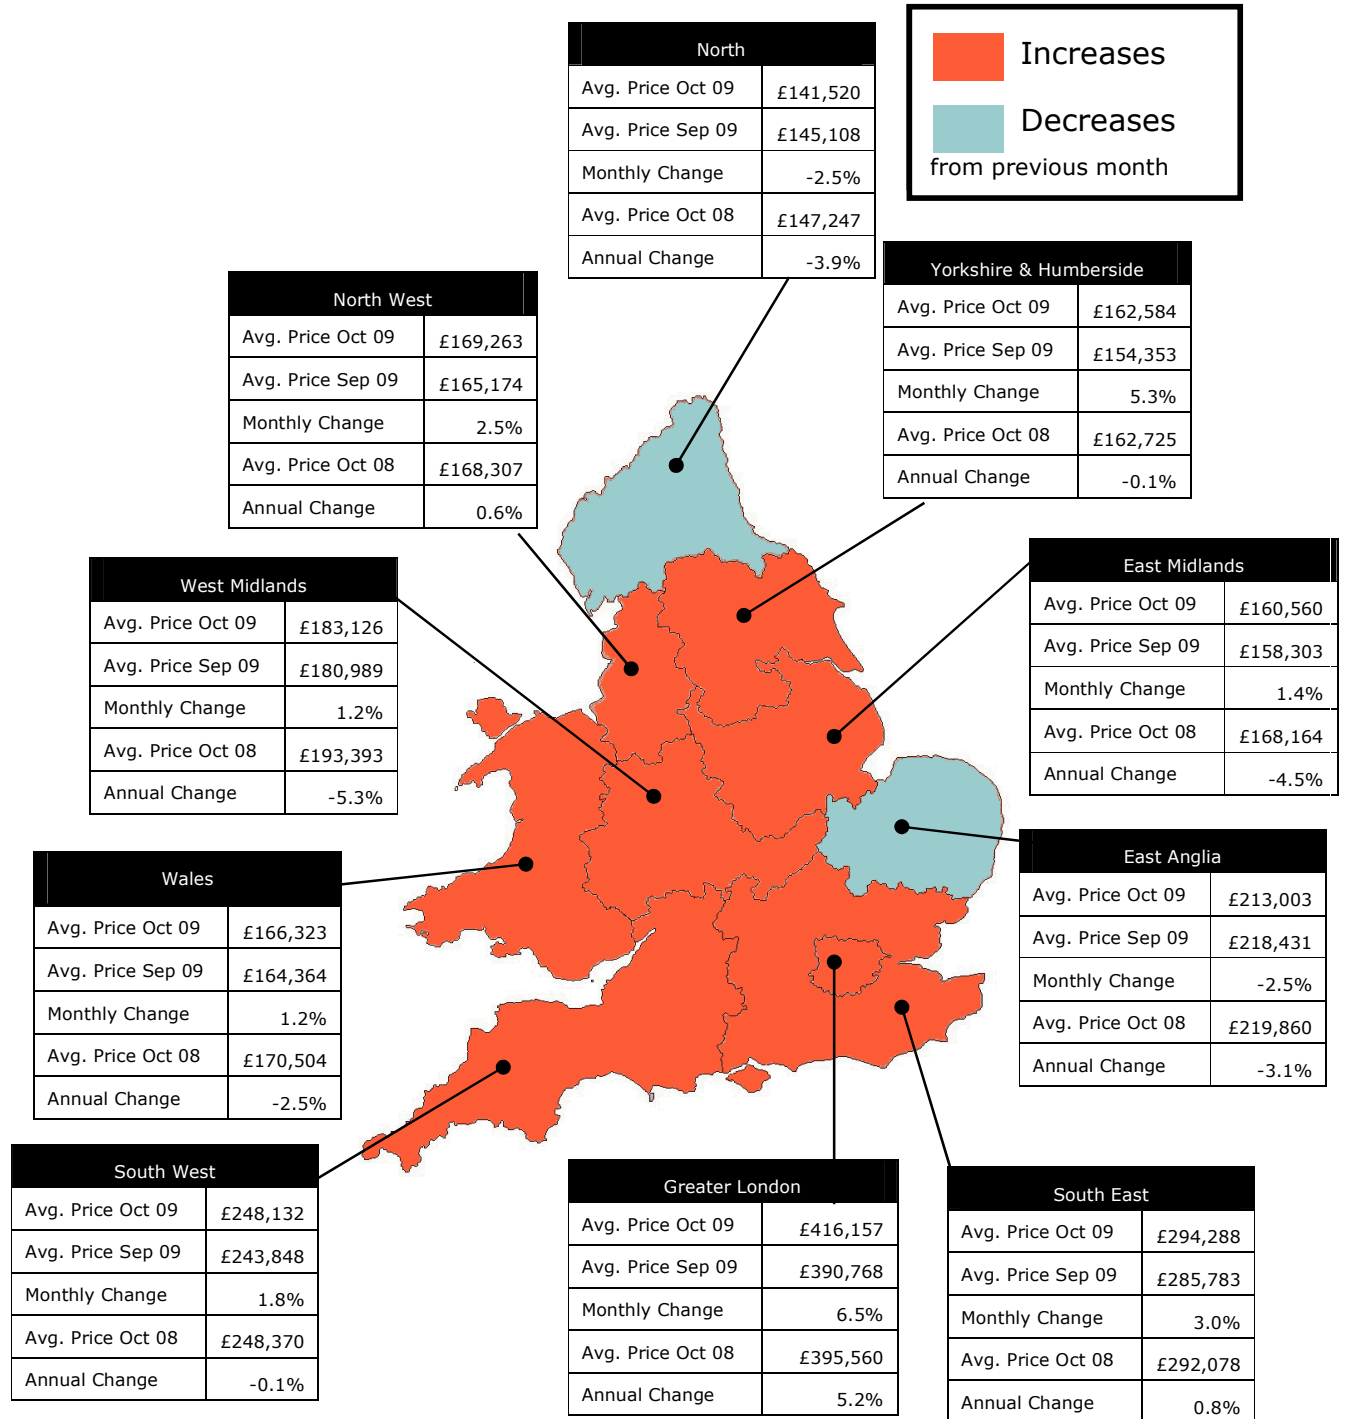 North
Avg. Price Oct 09 £141,520
Avg. Price Sep 09 £145,108
Monthly Change -2.5%
Avg. Price Oct 08 £147,247
Annual Change -3.9%
Increases
Decreases
from previous month
Yorkshire & Humberside
Avg. Price Oct 09 £162,584
Avg. Price Sep 09 £154,353
Monthly Change 5.3%
Avg. Price Oct 08 £162,725
Annual Change -0.1%
North West
Avg. Price Oct 09 £169,263
Avg. Price Sep 09 £165,174
Monthly Change 2.5%
Avg. Price Oct 08 £168,307
Annual Change 0.6%
West Midlands
Avg. Price Oct 09 £183,126
Avg. Price Sep 09 £180,989
Monthly Change 1.2%
Avg. Price Oct 08 £193,393
Annual Change -5.3%
East Midlands
Avg. Price Oct 09 £160,560
Avg. Price Sep 09 £158,303
Monthly Change 1.4%
Avg. Price Oct 08 £168,164
Annual Change -4.5%
East Anglia
Avg. Price Oct 09 £213,003
Avg. Price Sep 09 £218,431
Monthly Change -2.5%
Avg. Price Oct 08 £219,860
Annual Change -3.1%
Wales
Avg. Price Oct 09 £166,323
Avg. Price Sep 09 £164,364
Monthly Change 1.2%
Avg. Price Oct 08 £170,504
Annual Change -2.5%
South West
Avg. Price Oct 09 £248,132
Avg. Price Sep 09 £243,848
Monthly Change 1.8%
Avg. Price Oct 08 £248,370
Annual Change -0.1%
Greater London
Avg. Price Oct 09 £416,157
Avg. Price Sep 09 £390,768
Monthly Change 6.5%
Avg. Price Oct 08 £395,560
Annual Change 5.2%
South East
Avg. Price Oct 09 £294,288
Avg. Price Sep 09 £285,783
Monthly Change 3.0%
Avg. Price Oct 08 £292,078
Annual Change 0.8%